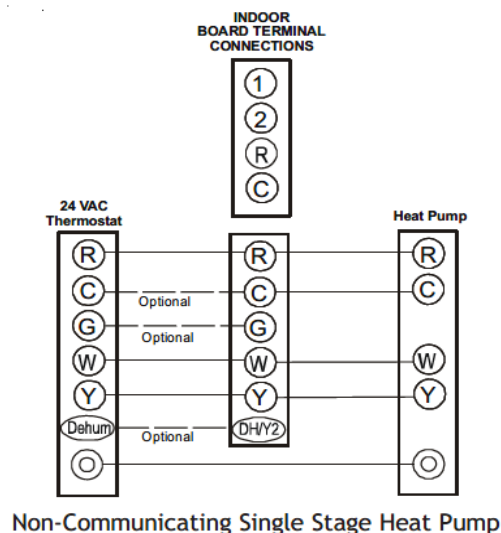 INDOOR
BOARD TERMINAL
CONNECTIONS
1
2
R
C
24 VAC
Thermostat
Heat Pump
R R R
C Optional C C
G Optional G
W W W
Y Y Y
Dehum Optional DH/Y2
O O
Non-Communicating Single Stage Heat Pump